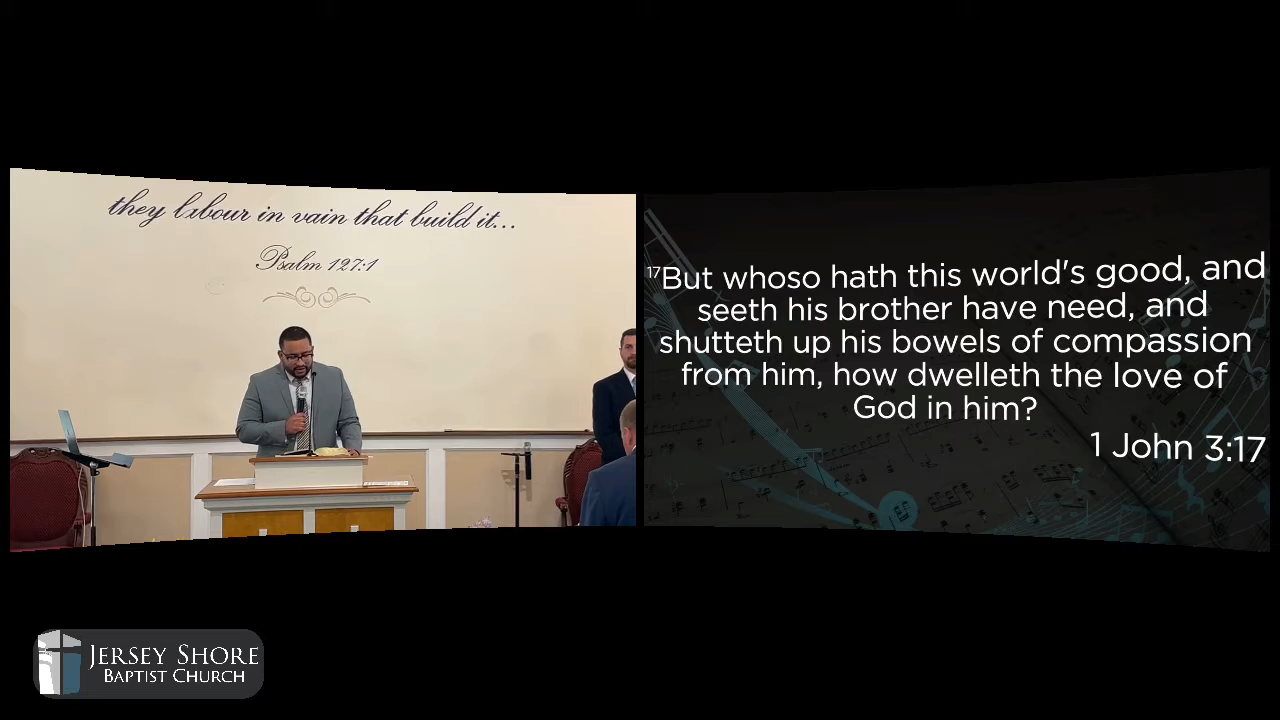 they labour in vain that build it...
Psalm 127:1
17But whoso hath this world's good, and
seeth his brother have need, and
shutteth up his bowels of compassion
from him, how dwelleth the love of
God in him?
1 John 3:17
JERSEY SHORE
BAPTIST CHURCH